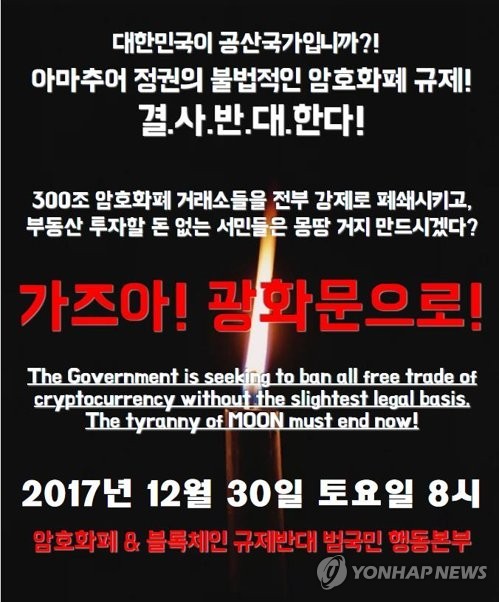 대한민국이 공산국가입니까?!
아마추어 정권의 불법적인 암호화폐 규제!
결.사.반.대.한다!
300조 암호화폐 거래소들을 전부 강제로 폐쇄시키고,
부동산 투자할 돈 없는 서민들은 몽땅 거지 만드시겠다?
가즈아! 광화문으로!
The Government is seeking to ban all free trade of
cryptocurrency without the slightest legal basis.
The tyranny of MOON must end now!
2017년 12월 30일 토요일 8시
암호화폐 & 블록체인 규제반대 범국민 행동본부
YONHAP NEWS